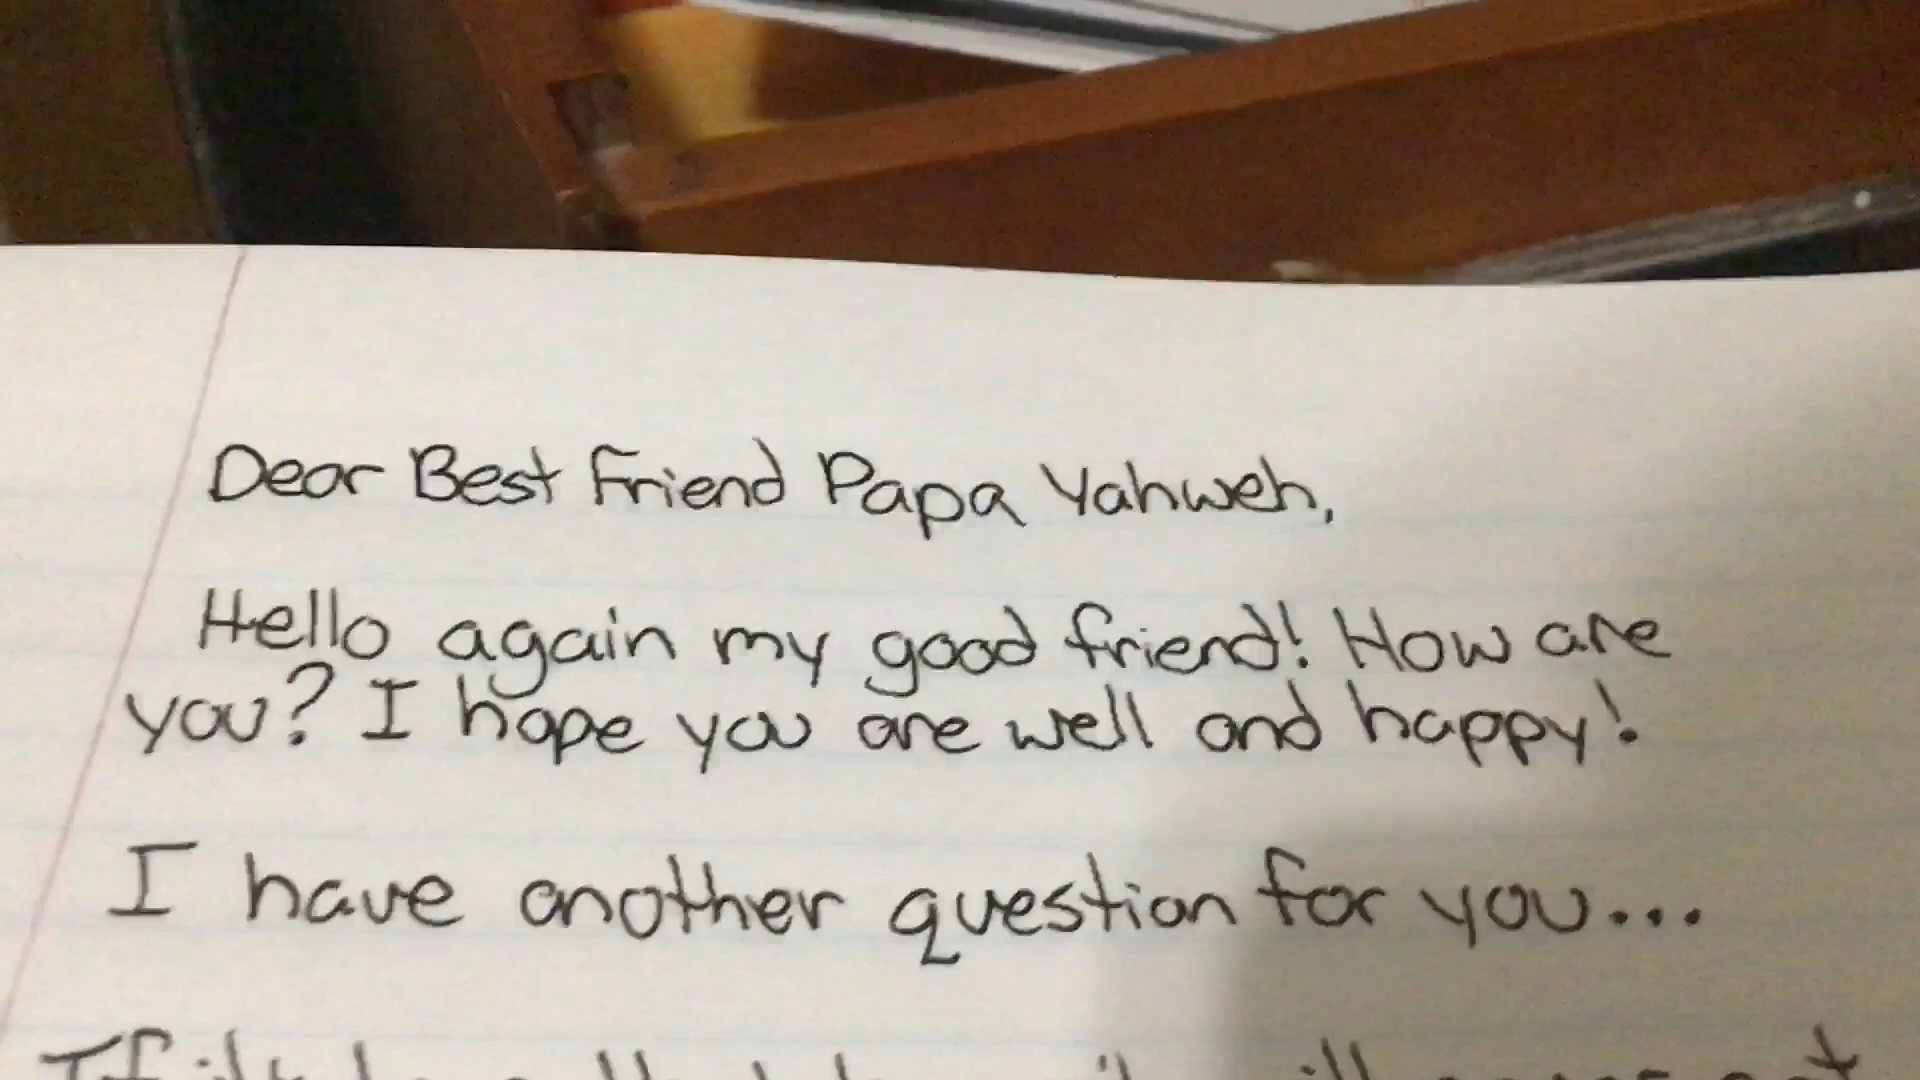 Dear Best Friend Papa Yahweh,
Hello again my good friend! How are
you? I hope you are well and happy!
I have another question for you...